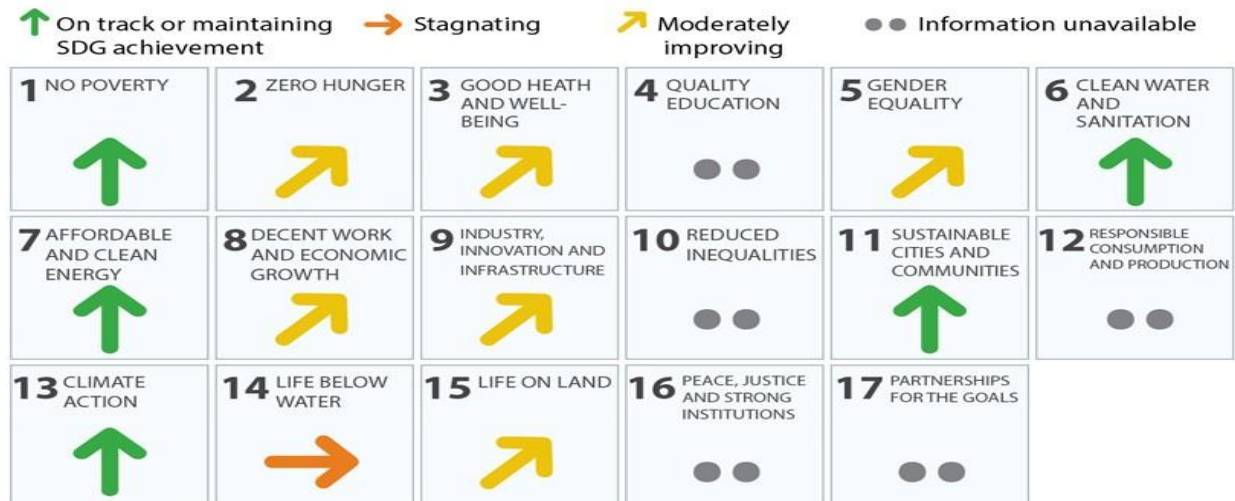 On track or maintaining
SDG achievement
Stagnating
Moderately
improving
Information unavailable
1 NO POVERTY
2 ZERO HUNGER
3 GOOD HEATH
AND WELL-
BEING
4 QUALITY
EDUCATION
5 GENDER
EQUALITY
6 CLEAN WATER
AND
SANITATION
7 AFFORDABLE
AND CLEAN
ENERGY
8 DECENT WORK
AND ECONOMIC
GROWTH
9 INDUSTRY,
INNOVATION AND
INFRASTRUCTURE
10 REDUCED
INEQUALITIES
11 SUSTAINABLE
CITIES AND
COMMUNITIES
12 RESPONSIBLE
CONSUMPTION
AND PRODUCTION
13 CLIMATE
ACTION
14 LIFE BELOW
WATER
15 LIFE ON LAND
16 PEACE, JUSTICE
AND STRONG
INSTITUTIONS
17 PARTNERSHIPS
FOR THE GOALS